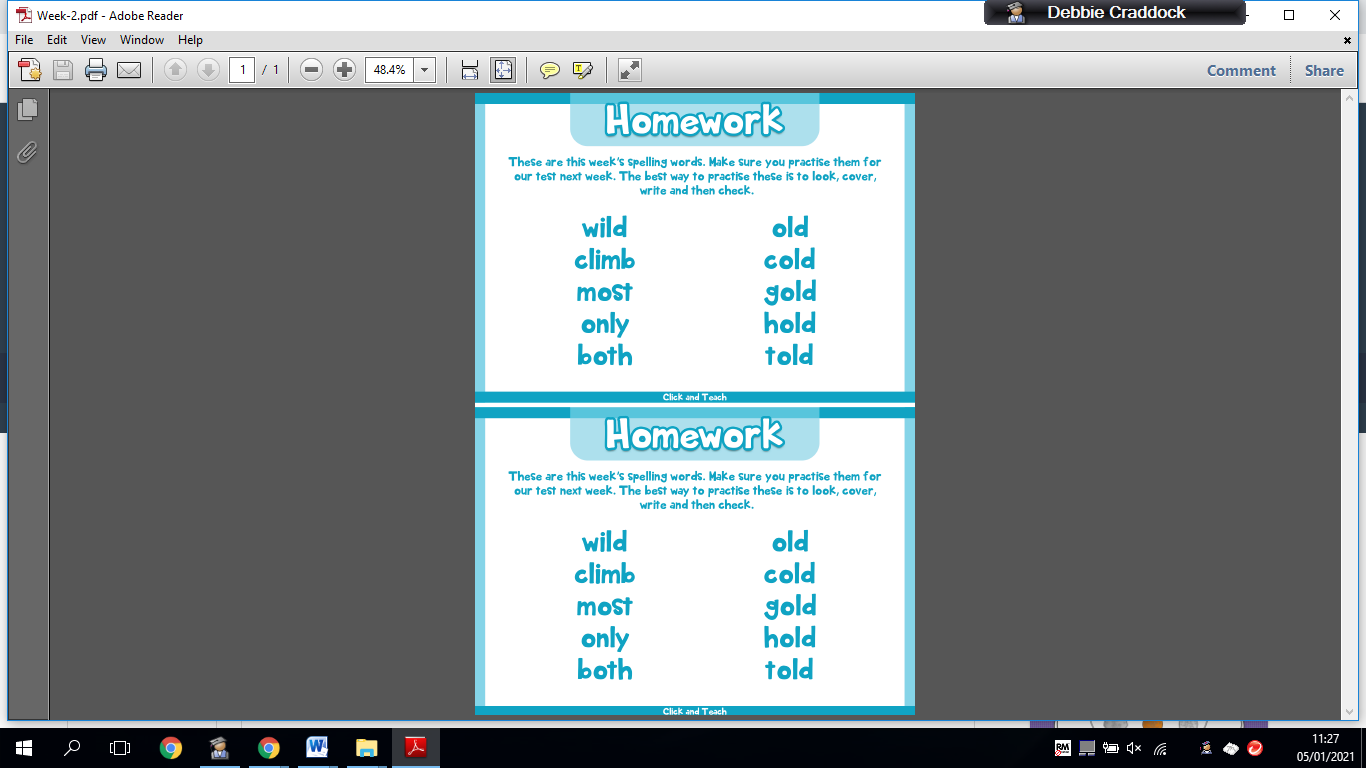 Week-2.pdf - Adobe Reader
Debbie Craddock
File Edit View Window Help
1 / 1 48.4% Comment Share
Homework
These are this week's spelling words. Make sure you practise them for
our test next week. The best way to practise these is to look, cover,
write and then check.
wild old
climb cold
most gold
only hold
both told
Click and Teach
Homework
These are this week's spelling words. Make sure you practise them for
our test next week. The best way to practise these is to look, cover,
write and then check.
wild old
climb cold
most gold
only hold
both told
Click and Teach
RM
11:27
05/01/2021